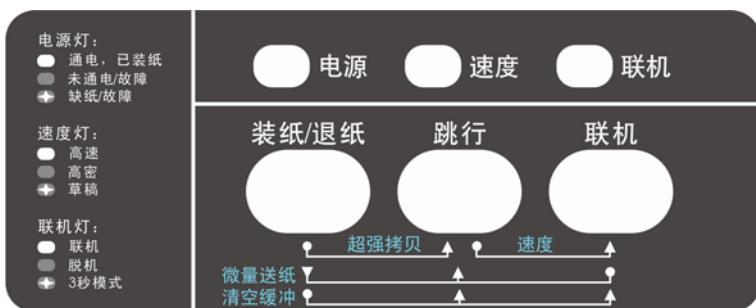 电源灯：
通电，已装纸
未通电/故障
缺纸/故障
速度灯：
高速
高密
草稿
联机灯：
联机
脱机
3秒模式
电源 速度 联机
装纸/退纸 跳行 联机
超强拷贝 速度
微量送纸
清空缓冲